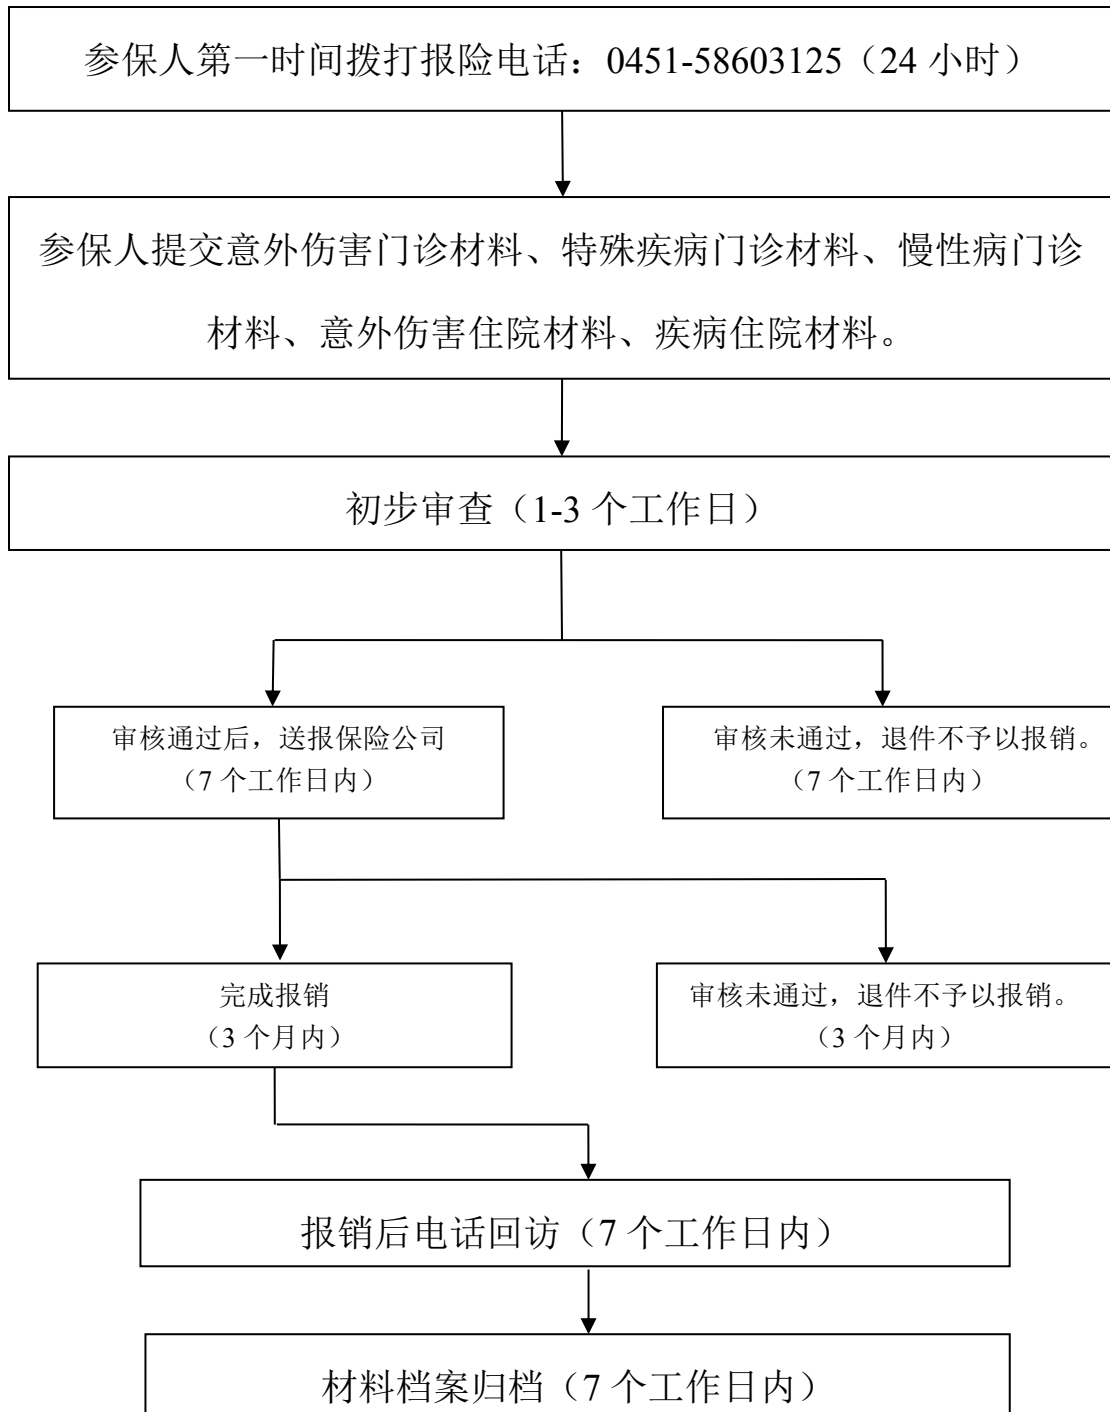 参保人第一时间拨打报险电话：0451-58603125（24 小时）
参保人提交意外伤害门诊材料、特殊疾病门诊材料、慢性病门诊
材料、意外伤害住院材料、疾病住院材料。
初步审查（1-3 个工作日）
审核通过后，送报保险公司
（7 个工作日内）
审核未通过，退件不予以报销。
（7 个工作日内）
完成报销
（3 个月内）
审核未通过，退件不予以报销。
（3 个月内）
报销后电话回访（7 个工作日内）
材料档案归档（7 个工作日内）